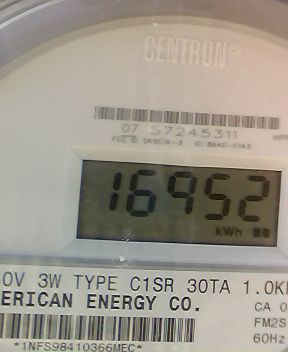 CENTRON®
07 57245311
16952
kWh
0V 3W TYPE C1SR 30TA 1.0K
ERICAN ENERGY CO.
CA 0
FM2S
60Hz
*1NFS98410366MEC*